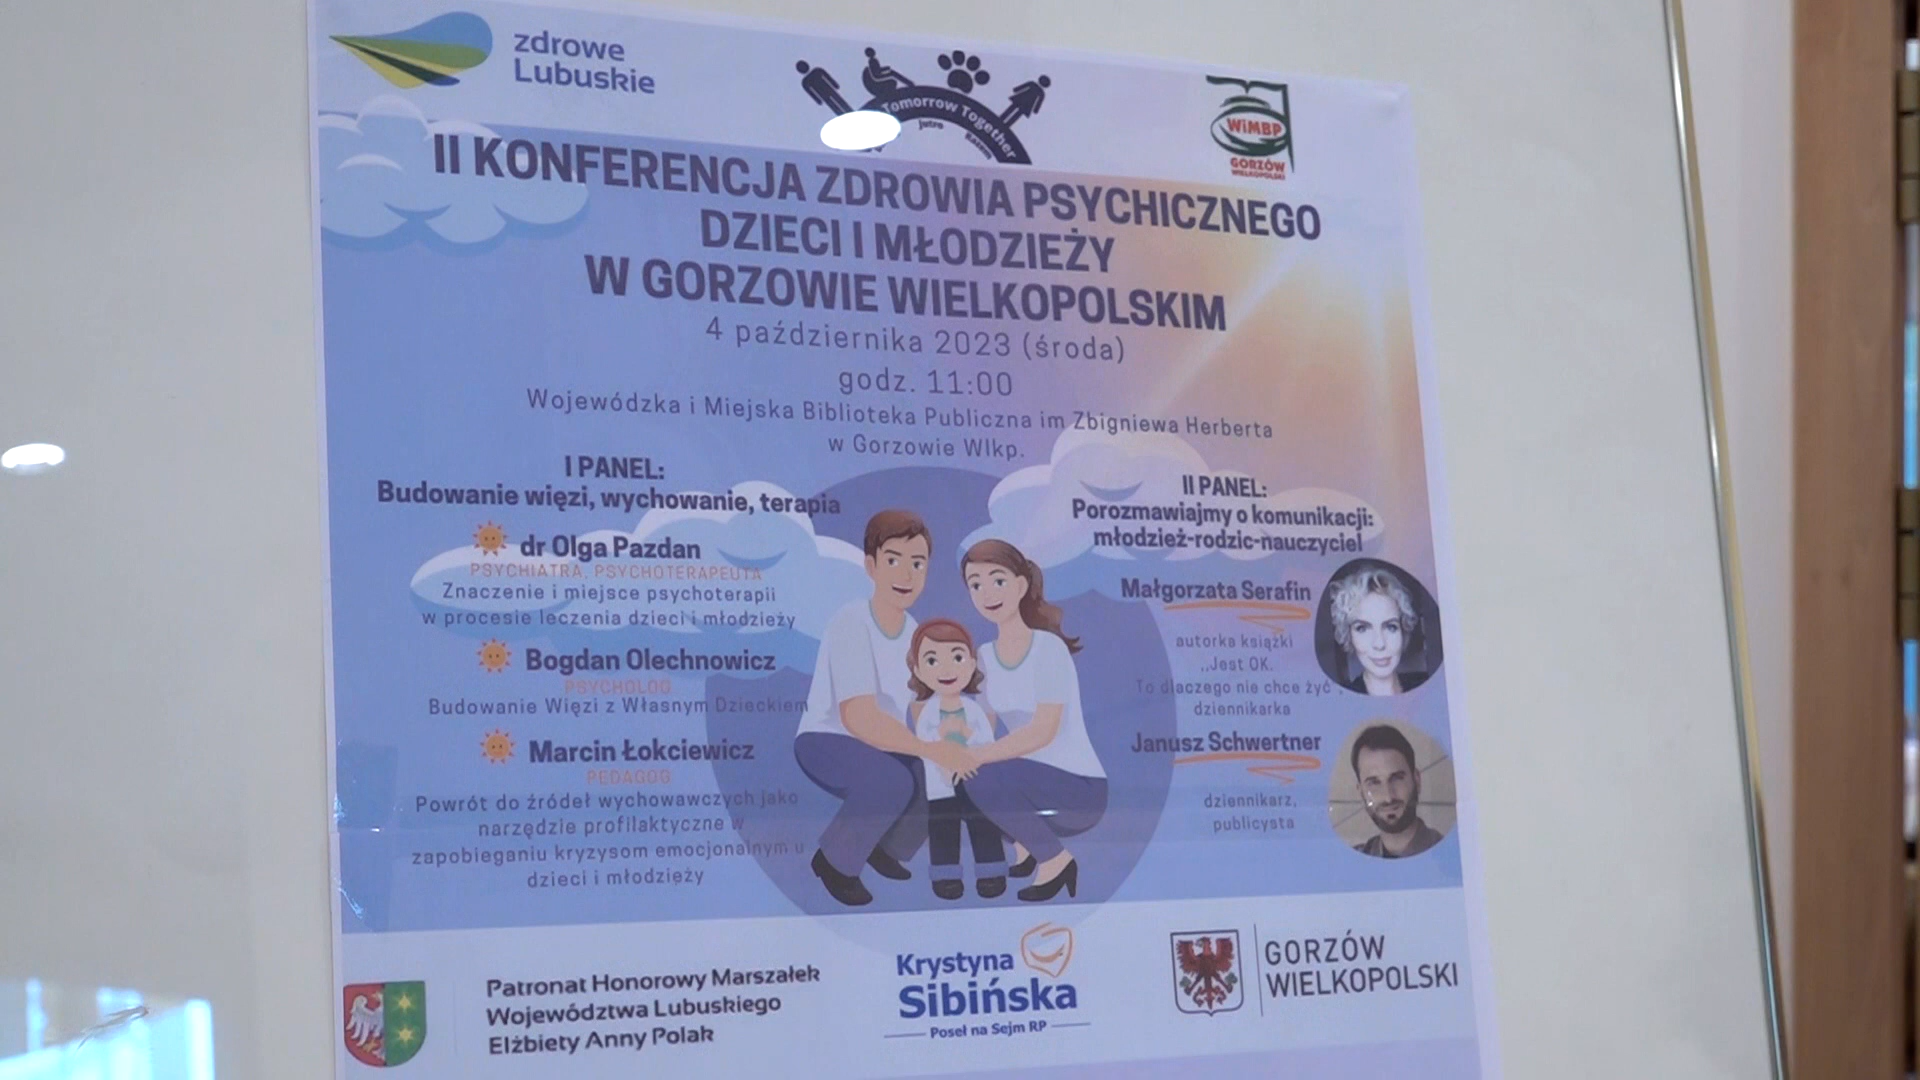 zdrowe
Lubuskie
Tomorrow Together
jutro
razem
WiMBP
GORZÓW
WIELKOPOLSKI
II KONFERENCJA ZDROWIA PSYCHICZNEGO
DZIECI I MŁODZIEŻY
W GORZOWIE WIELKOPOLSKIM
4 października 2023 (środa)
godz. 11:00
Wojewódzka i Miejska Biblioteka Publiczna im Zbigniewa Herberta
w Gorzowie Wlkp.
I PANEL:
Budowanie więzi, wychowanie, terapia
dr Olga Pazdan
PSYCHIATRA, PSYCHOTERAPEUTA
Znaczenie i miejsce psychoterapii
w procesie leczenia dzieci i młodzieży
Bogdan Olechnowicz
PSYCHOLOG
Budowanie Więzi z Własnym Dzieckiem
Marcin Łokciewicz
PEDAGOG
Powrót do źródeł wychowawczych jako
narzędzie profilaktyczne w
zapobieganiu kryzysom emocjonalnym u
dzieci i młodzieży
II PANEL:
Porozmawiajmy o komunikacji:
młodzież-rodzic-nauczyciel
Małgorzata Serafin
autorka książki
,,Jest OK.
To dlaczego nie chce żyć
dziennikarka
Janusz Schwertner
dziennikarz,
publicysta
Patronat Honorowy Marszałek
Województwa Lubuskiego
Elżbiety Anny Polak
Krystyna
Sibińska
Poseł na Sejm RP
GORZÓW
WIELKOPOLSKI